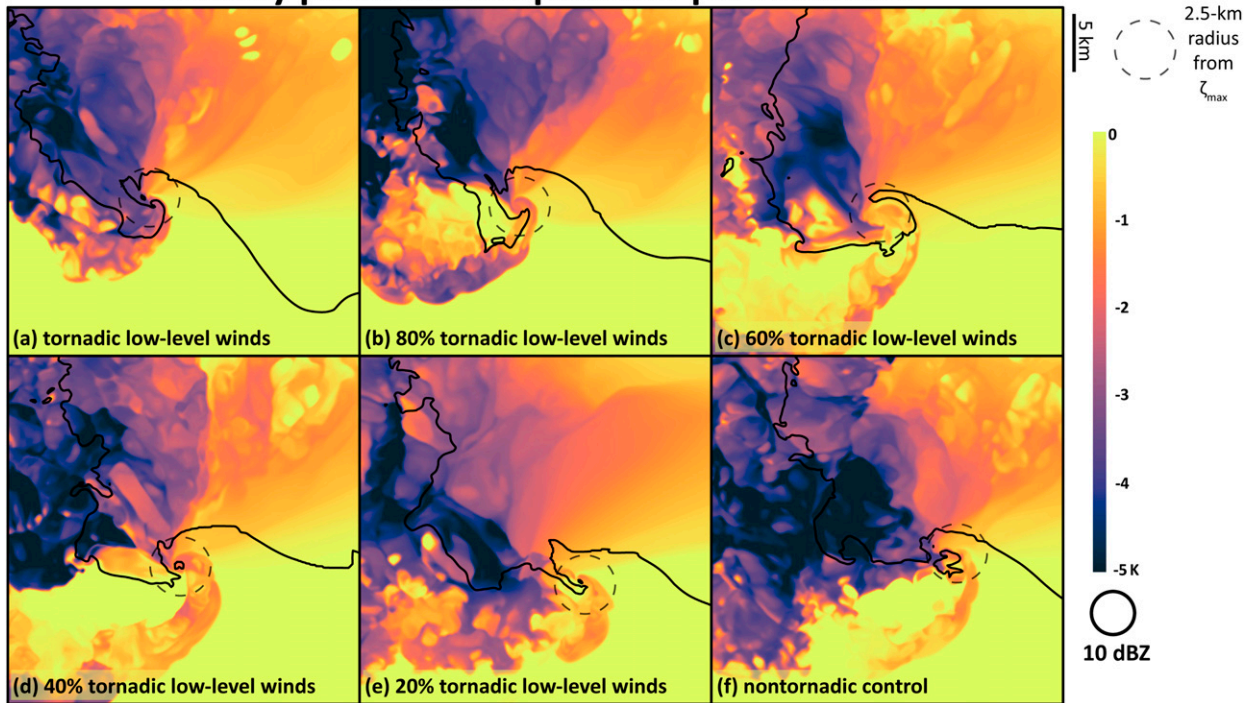 5 km
2.5-km
radius
from
ζmax
(a) tornadic low-level winds
(b) 80% tornadic low-level winds
(c) 60% tornadic low-level winds
0
-1
-2
-3
-4
-5 K
10 dBZ
(d) 40% tornadic low-level winds
(e) 20% tornadic low-level winds
(f) nontornadic control